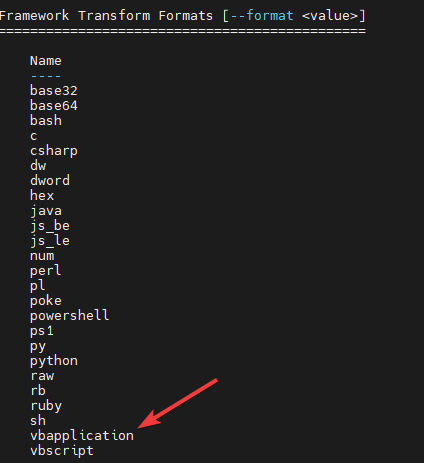 Framework Transform Formats [--format <value>]
==============================================
Name
----
base32
base64
bash
c
csharp
dw
dword
hex
java
js_be
js_le
num
perl
pl
poke
powershell
ps1
py
python
raw
rb
ruby
sh
vbapplication
vbscript